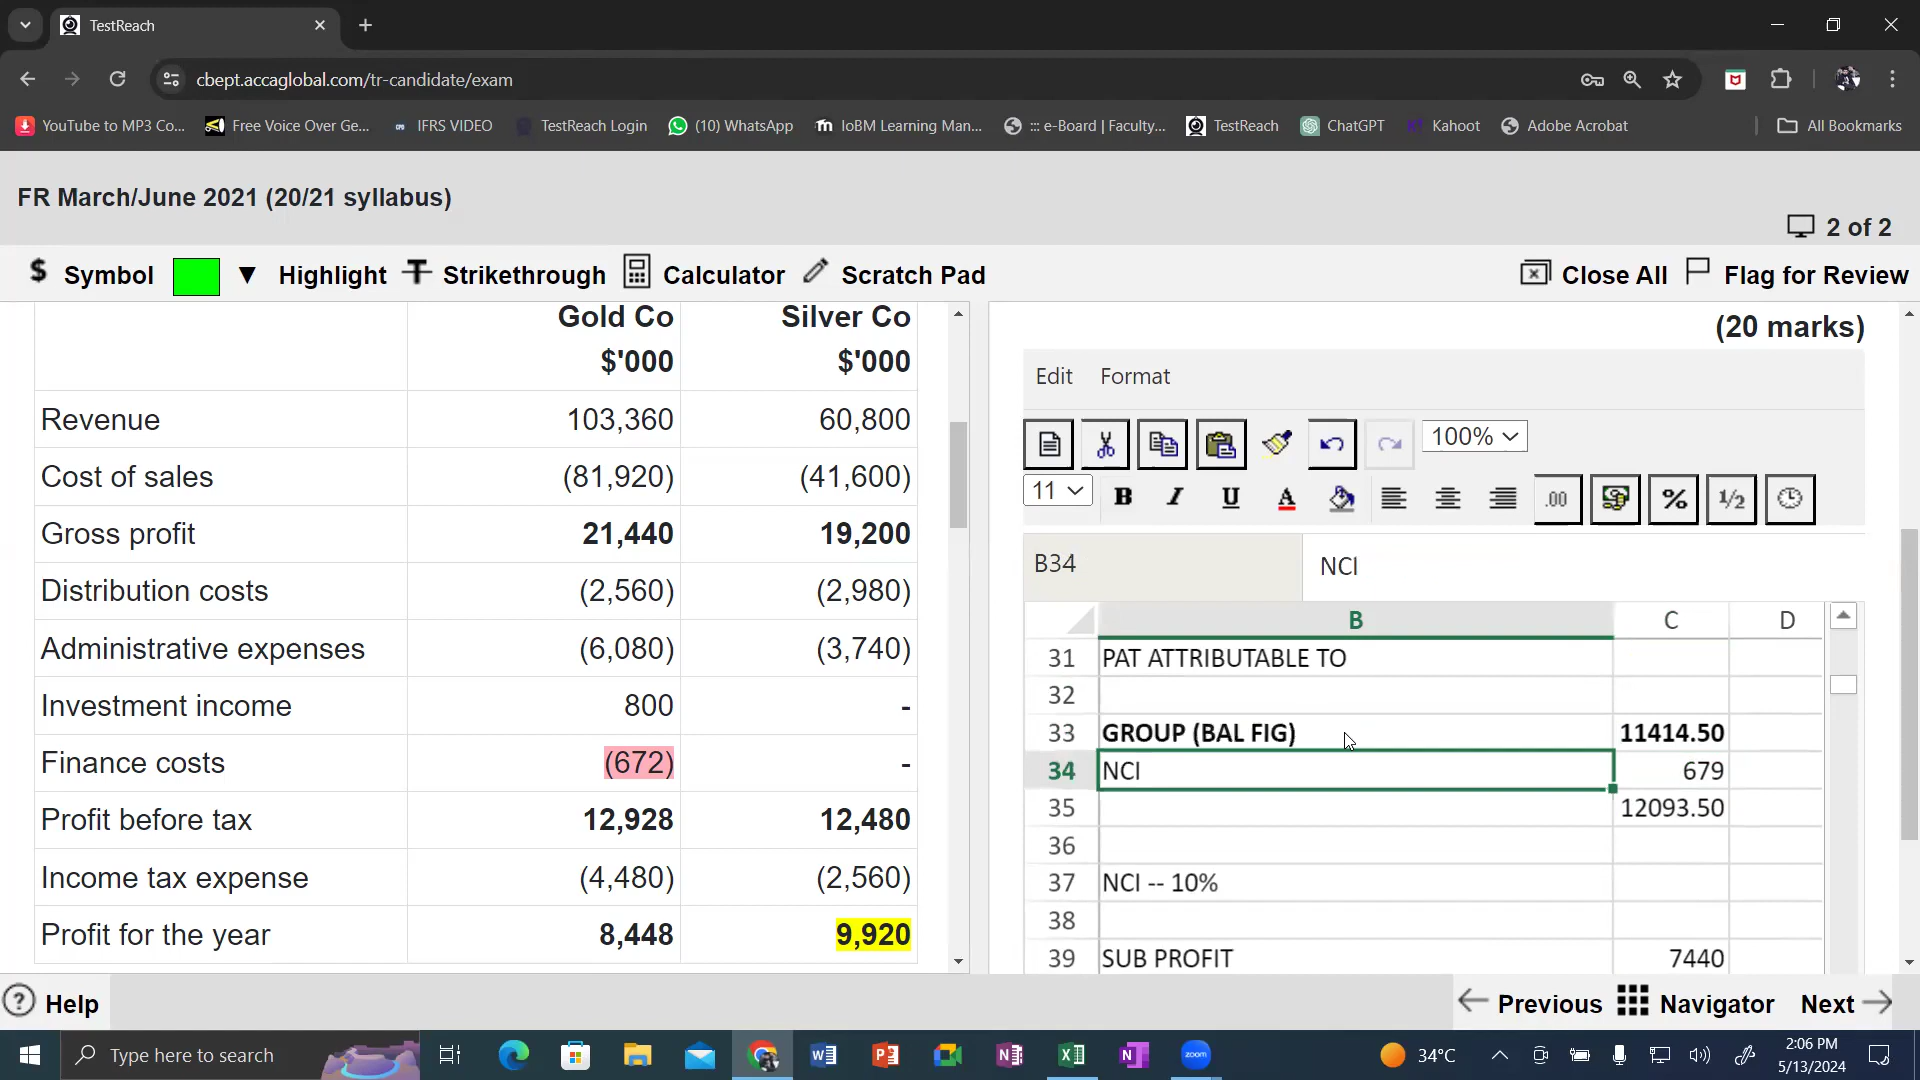 TestReach
cbept.accaglobal.com/tr-candidate/exam
YouTube to MP3 Co... Free Voice Over Ge... IFRS VIDEO TestReach Login (10) WhatsApp IoBM Learning Man... ::: e-Board | Faculty... TestReach ChatGPT Kahoot Adobe Acrobat All Bookmarks
FR March/June 2021 (20/21 syllabus)
2 of 2
Symbol Highlight Strikethrough Calculator Scratch Pad Close All Flag for Review
Gold Co Silver Co
$'000 $'000
Revenue 103,360 60,800
Cost of sales (81,920) (41,600)
Gross profit 21,440 19,200
Distribution costs (2,560) (2,980)
Administrative expenses (6,080) (3,740)
Investment income 800 -
Finance costs (672) -
Profit before tax 12,928 12,480
Income tax expense (4,480) (2,560)
Profit for the year 8,448 9,920
(20 marks)
Edit Format
100%
11 B I U A .00 % 1/2
B34 NCI
B C D
31 PAT ATTRIBUTABLE TO
32
33 GROUP (BAL FIG) 11414.50
34 NCI 679
35 12093.50
36
37 NCI -- 10%
38
39 SUB PROFIT 7440
Help Previous Navigator Next
Type here to search
zoom
34°C
2:06 PM
5/13/2024